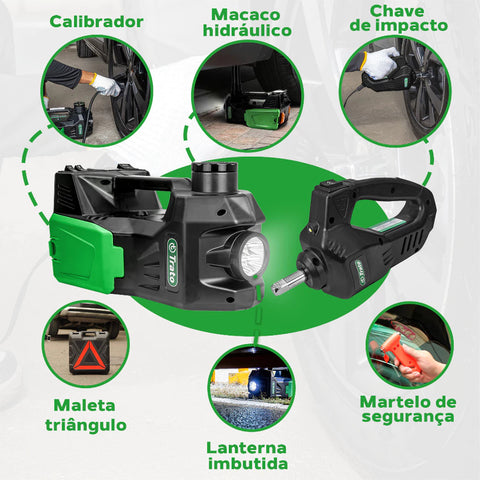 Calibrador
Macaco
hidráulico
Chave
de impacto
Trato
Trato
Maleta
triângulo
Lanterna
imbutida
Martelo de
segurança